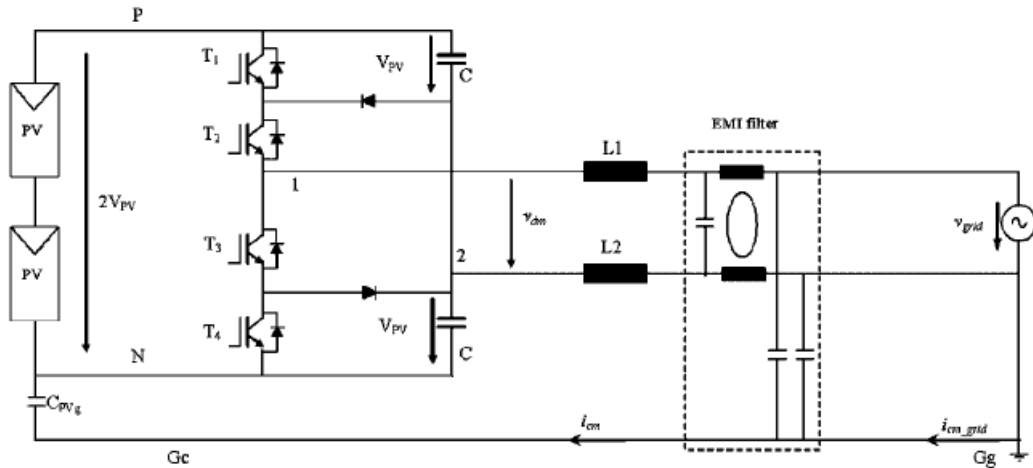 P
T1
VPV
C
PV
T2
EMI filter
L1
1
2VPV
vdm
vgrid
T3
2
L2
PV
VPV
T4
C
N
CPVg
icm
icm_grid
Gc
Gg